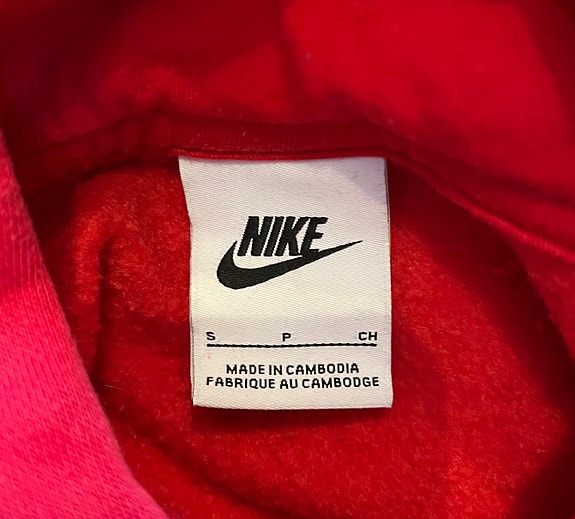 NIKE
S P CH
MADE IN CAMBODIA
FABRIQUE AU CAMBODGE